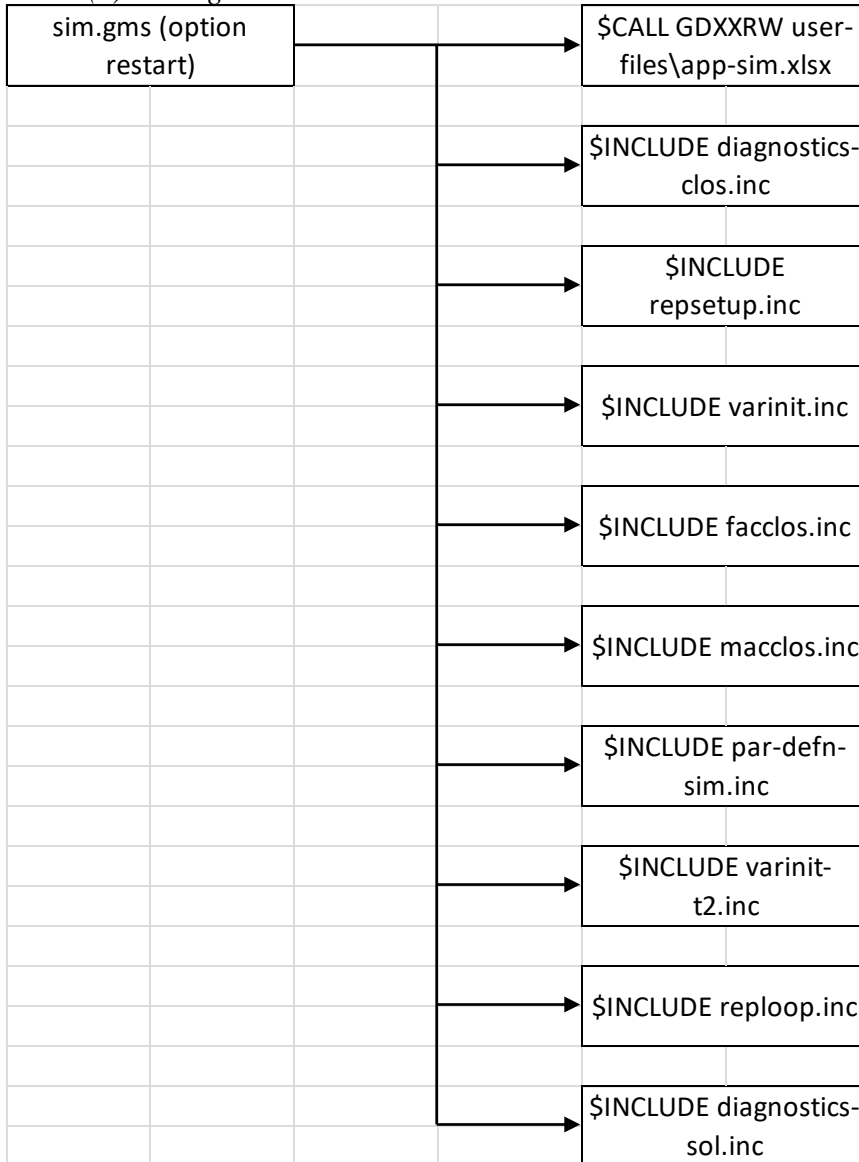 sim.gms (option
restart)
$CALL GDXXRW user-
files\app-sim.xlsx
$INCLUDE diagnostics-
clos.inc
$INCLUDE
repsetup.inc
$INCLUDE varinit.inc
$INCLUDE facclos.inc
$INCLUDE macclos.inc
$INCLUDE par-defn-
sim.inc
$INCLUDE varinit-
t2.inc
$INCLUDE reploop.inc
$INCLUDE diagnostics-
sol.inc